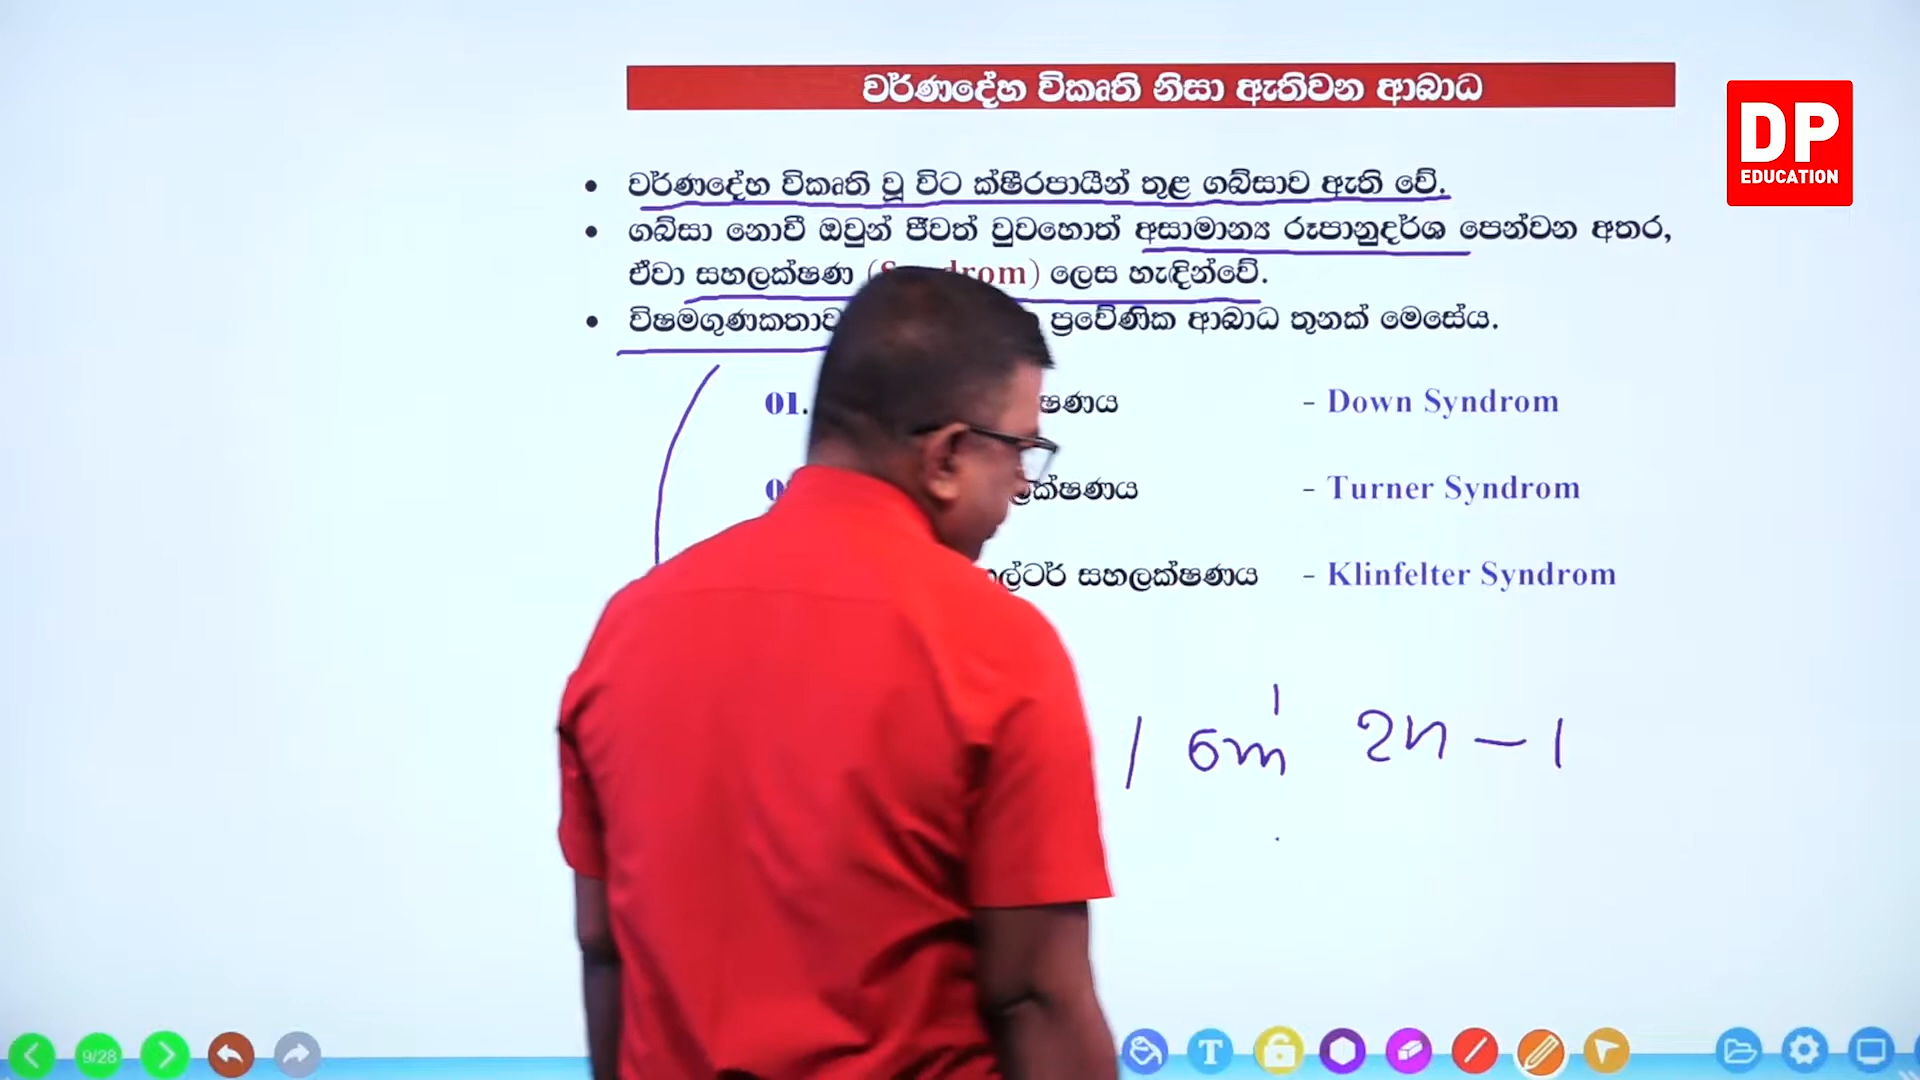 වර්ණදේහ විකෘති නිසා ඇතිවන ආබාධ
DP
EDUCATION
• වර්ණදේහ විකෘති වූ විට ක්ෂීරපායීන් තුළ ගබ්සාව ඇති වේ.
• ගබ්සා නොවී ඔවුන් ජීවත් වුවහොත් අසාමාන්‍ය රූපානුදර්ශ පෙන්වන අතර,
ඒවා සහලක්ෂණ ( ) ලෙස හැඳින්වේ.
• ප්‍රවේණික ආබාධ තුනක් මෙසේය.
01. – Down Syndrom
– Turner Syndrom
සහලක්ෂණය – Klinfelter Syndrom
2n – 1
9/28
T